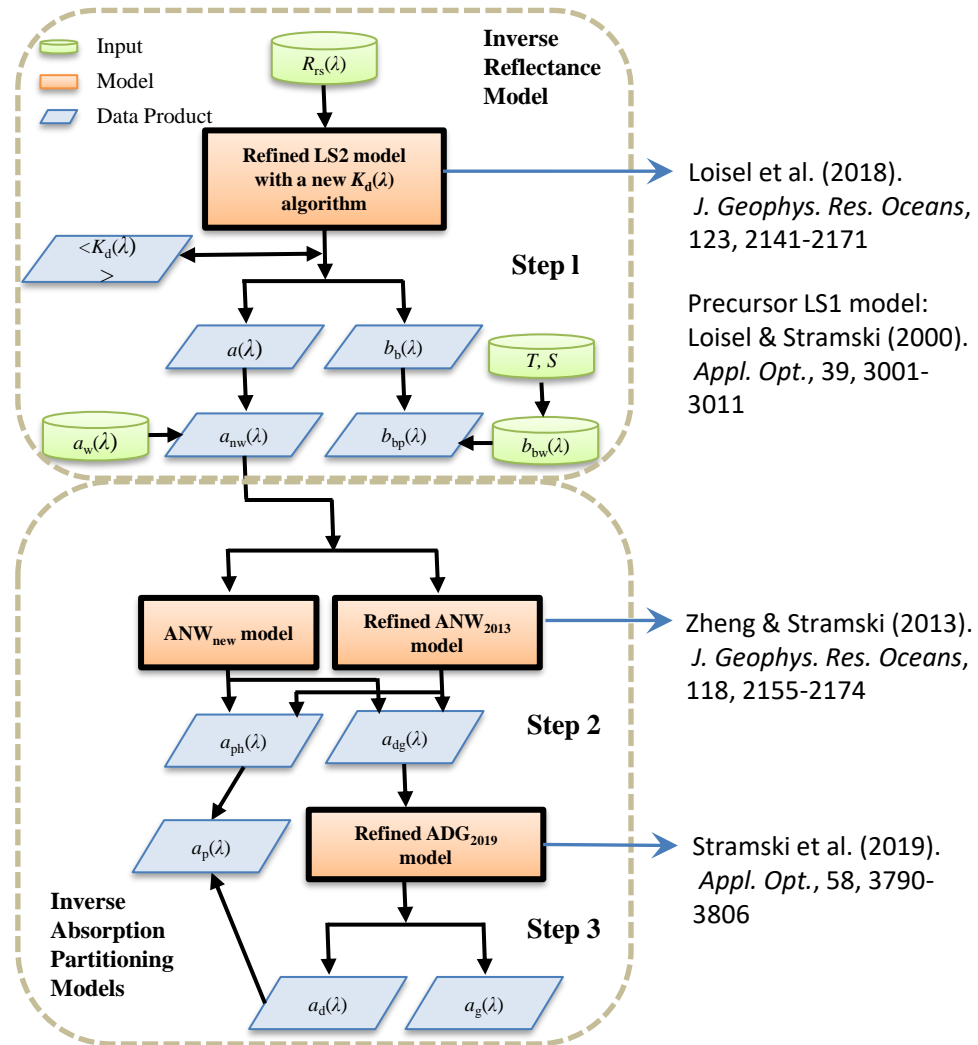 Input
Model
Data Product
Inverse
Reflectance
Model
Rrs(λ)
Refined LS2 model
with a new Kd(λ)
algorithm
Loisel et al. (2018).
J. Geophys. Res. Oceans,
123, 2141-2171
<Kd(λ)
>
Step 1
Precursor LS1 model:
Loisel & Stramski (2000).
Appl. Opt., 39, 3001-
3011
a(λ)
bb(λ)
T, S
aw(λ)
anw(λ)
bbp(λ)
bbw(λ)
ANWnew model
Refined ANW2013
model
Zheng & Stramski (2013).
J. Geophys. Res. Oceans,
118, 2155-2174
aph(λ)
adg(λ)
Step 2
ap(λ)
Refined ADG2019
model
Stramski et al. (2019).
Appl. Opt., 58, 3790-
3806
Inverse
Absorption
Partitioning
Models
Step 3
ad(λ)
ag(λ)